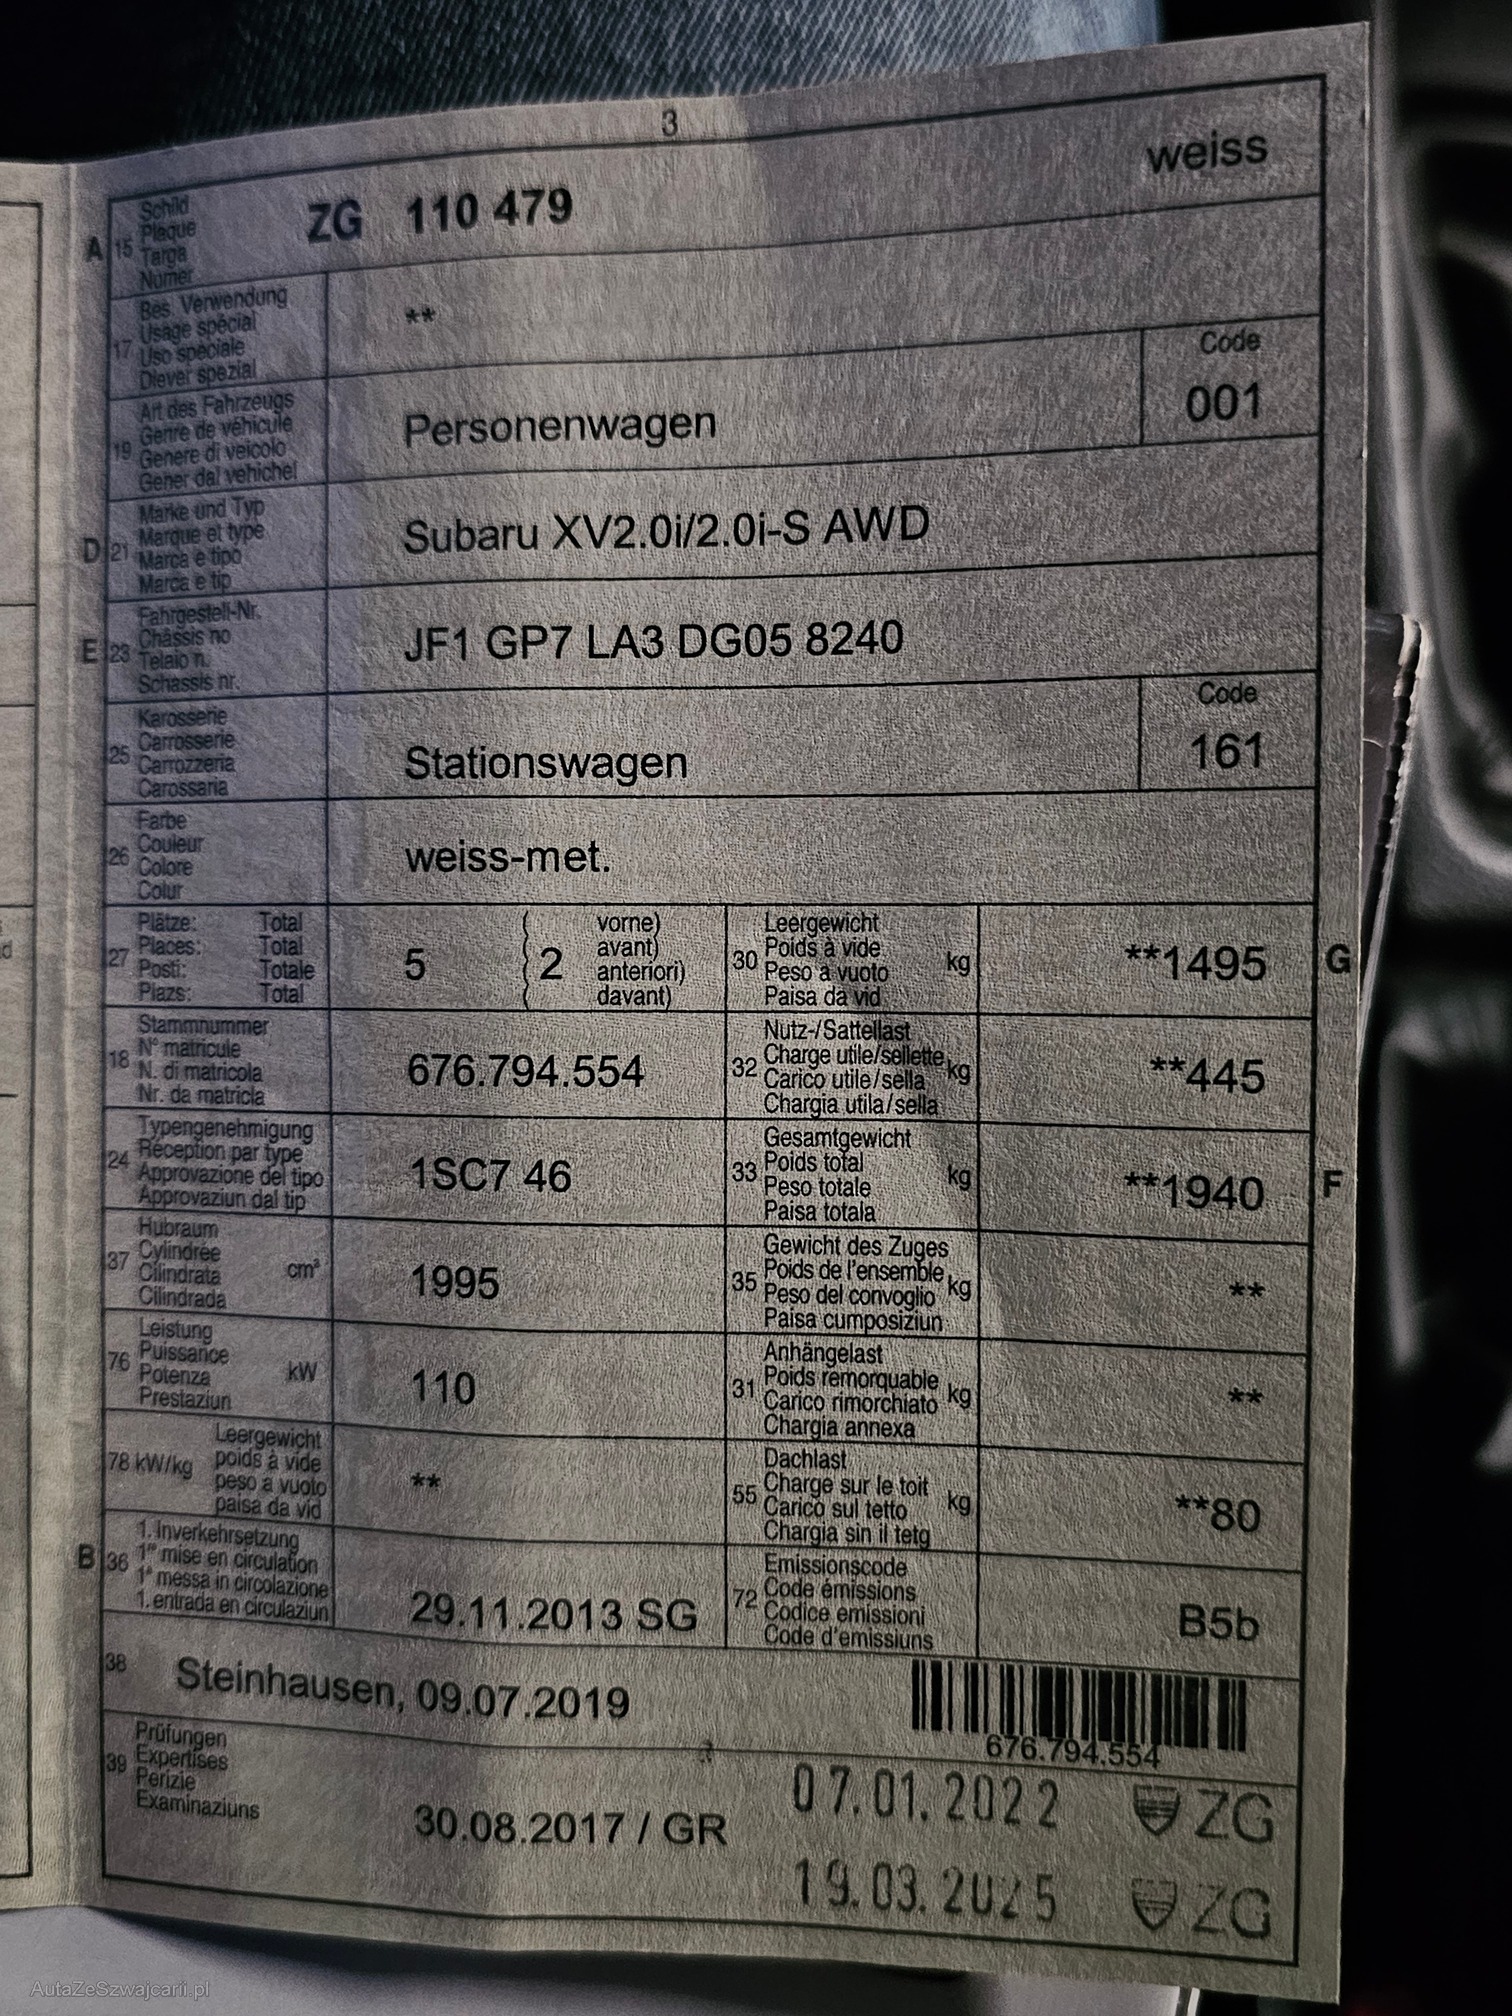 3
weiss
A 15 Schild ZG 110 479
Plaque
Targa
Numer
17 Bes. Verwendung **
Usage spécial
Uso speciale
Diever spezial
19 Art des Fahrzeugs Personenwagen Code 001
Genre de véhicule
Genere di veicolo
Gener dal vehichel
D 21 Marke und Typ Subaru XV2.0i/2.0i-S AWD
Marque et type
Marca e tipo
Marca e tip
E 23 Fahrgestell-Nr. JF1 GP7 LA3 DG05 8240
Châssis no
Telaio n.
Schassis nr.
25 Karosserie Stationswagen Code 161
Carrosserie
Carrozzeria
Carossaria
26 Farbe weiss-met.
Couleur
Colore
Colur
27 Plätze: Total 5 ( 2 vorne)
Places: Total avant)
Posti: Totale anteriori)
Plazs: Total davant)
30 Leergewicht kg **1495 G
Poids à vide
Peso a vuoto
Paisa da vid
18 Stammnummer 676.794.554
N° matricule
N. di matricola
Nr. da matricla
32 Nutz-/Sattellast kg **445
Charge utile/sellette
Carico utile/sella
Chargia utila/sella
24 Typengenehmigung 1SC7 46
Réception par type
Approvazione del tipo
Approvaziun dal tip
33 Gesamtgewicht kg **1940 F
Poids total
Peso totale
Paisa totala
37 Hubraum cm³ 1995
Cylindrée
Cilindrata
Cilindrada
35 Gewicht des Zuges kg **
Poids de l'ensemble
Peso del convoglio
Paisa cumposiziun
76 Leistung kW 110
Puissance
Potenza
Prestaziun
31 Anhängelast kg **
Poids remorquable
Carico rimorchiato
Chargia annexa
78 kW/kg Leergewicht **
poids à vide
peso a vuoto
paisa da vid
55 Dachlast kg **80
Charge sur le toit
Carico sul tetto
Chargia sin il tetg
B 36 1. Inverkehrsetzung 29.11.2013 SG
1re mise en circulation
1a messa in circolazione
1. entrada en circulaziun
72 Emissionscode B5b
Code émissions
Codice emissioni
Code d'emissiuns
38 Steinhausen, 09.07.2019
676.794.554
39 Prüfungen
Expertises
Perizie
Examinaziuns
30.08.2017 / GR
07.01.2022 ZG
19.03.2025 ZG
AutaZeSzwajcarii.pl